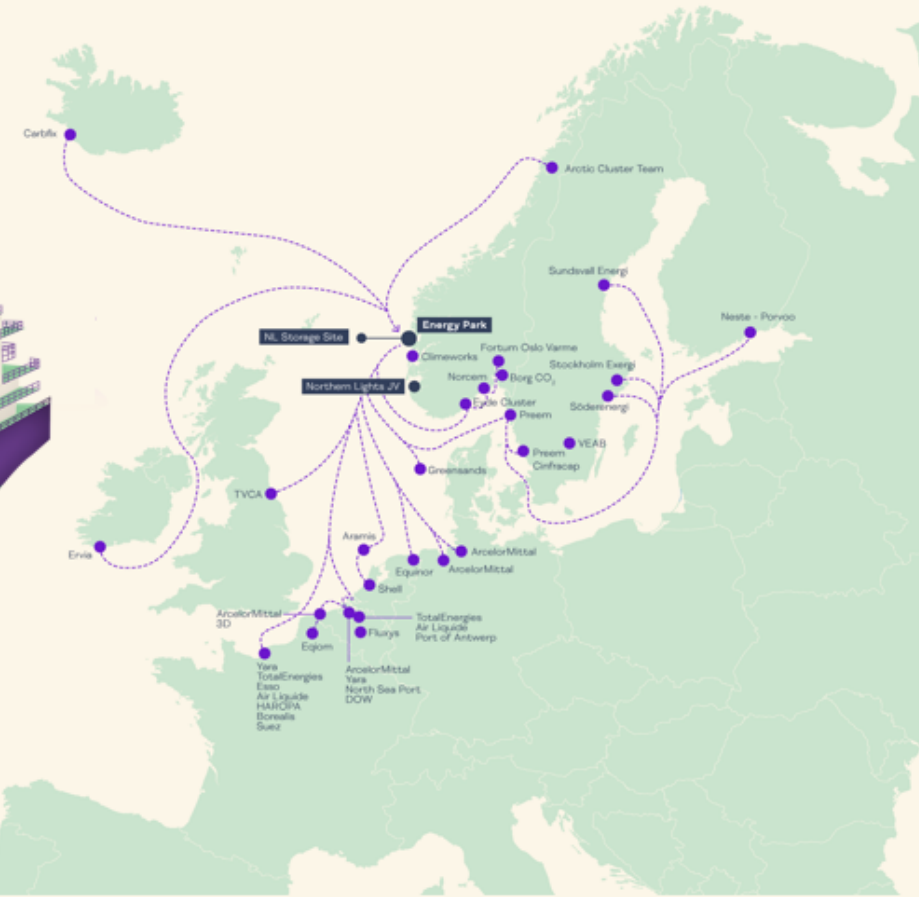 Carbfix
Arctic Cluster Team
Sundsvall Energi
Neste - Porvoo
Energy Park
NL Storage Site
Climeworks
Fortum Oslo Varme
Stockholm Exergi
Norcem
Borg CO₂
Northern Lights JV
Eyde Cluster
Söderenergi
Preem
VEAB
Preem
Cinfracap
Greensands
TVCA
Aramis
Ervia
ArcelorMittal
Equinor
ArcelorMittal
Shell
ArcelorMittal
3D
TotalEnergies
Air Liquide
Port of Antwerp
Fluxys
Eqiom
Yara
TotalEnergies
Esso
Air Liquide
HAROPA
Borealis
Suez
ArcelorMittal
Yara
North Sea Port
DOW